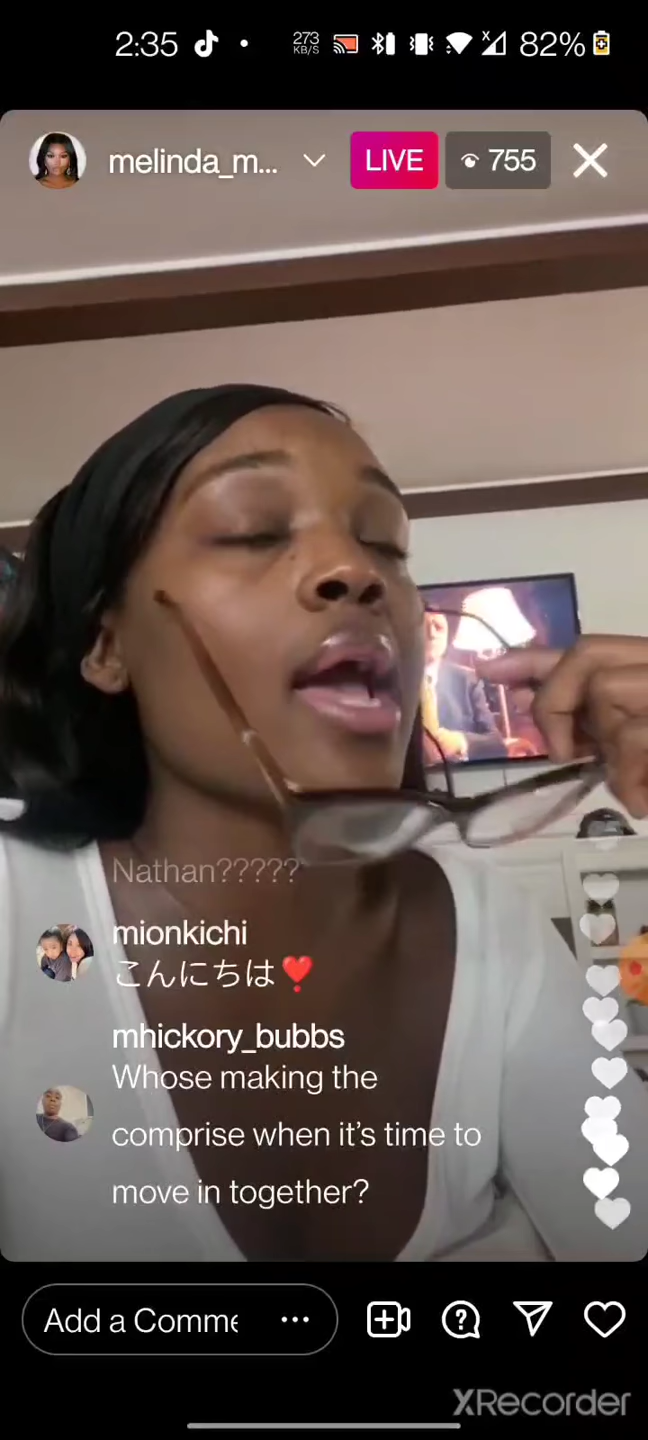 2:35 273 KB/S 82%
melinda_m... LIVE 755
Nathan?????
mionkichi
こんにちは❣️
mhickory_bubbs
Whose making the
comprise when it’s time to
move in together?
Add a Comme
XRecorder